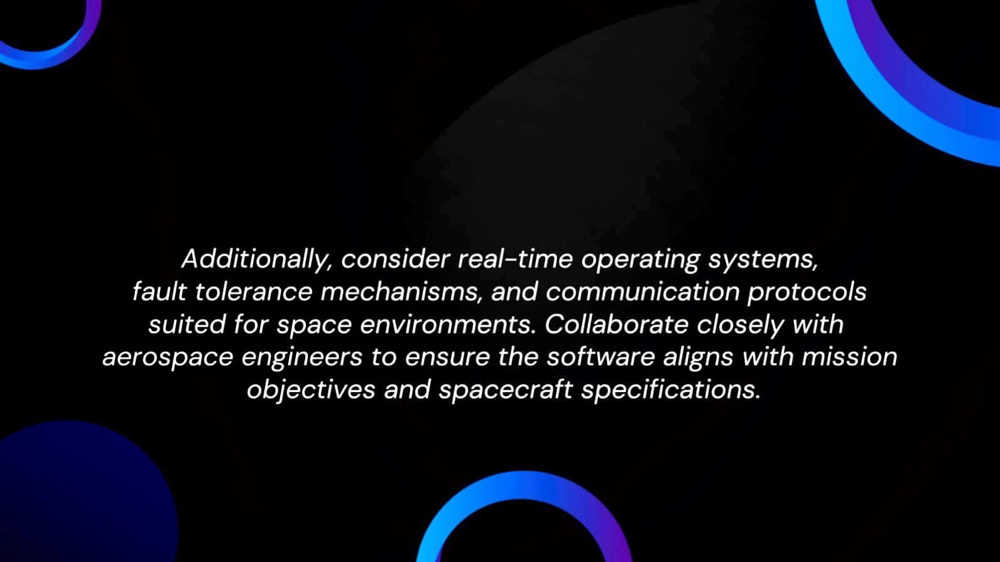 Additionally, consider real-time operating systems,
fault tolerance mechanisms, and communication protocols
suited for space environments. Collaborate closely with
aerospace engineers to ensure the software aligns with mission
objectives and spacecraft specifications.